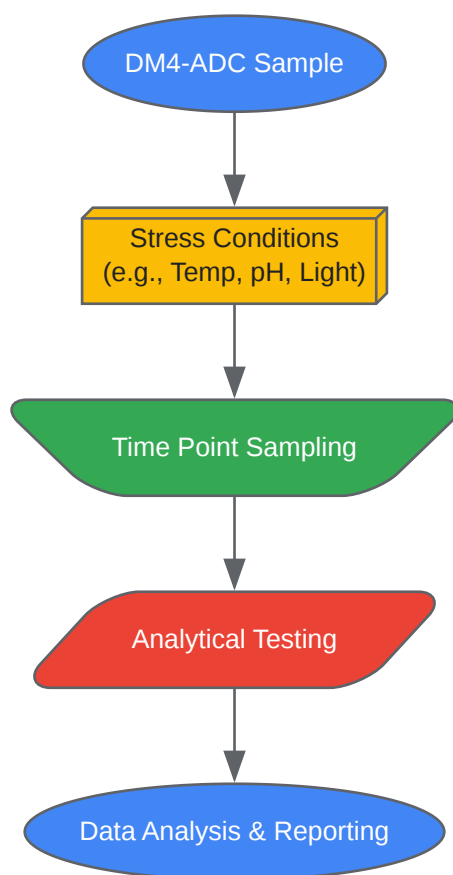 DM4-ADC Sample
Stress Conditions
(e.g., Temp, pH, Light)
Time Point Sampling
Analytical Testing
Data Analysis & Reporting